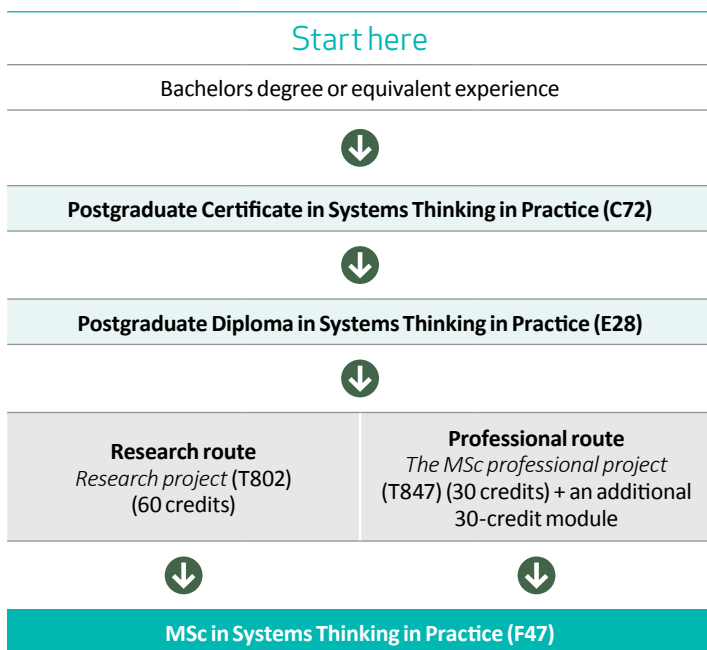 Start here
Bachelors degree or equivalent experience
Postgraduate Certificate in Systems Thinking in Practice (C72)
Postgraduate Diploma in Systems Thinking in Practice (E28)
Research route
Research project (T802)
(60 credits)
Professional route
The MSc professional project
(T847) (30 credits) + an additional
30-credit module
MSc in Systems Thinking in Practice (F47)